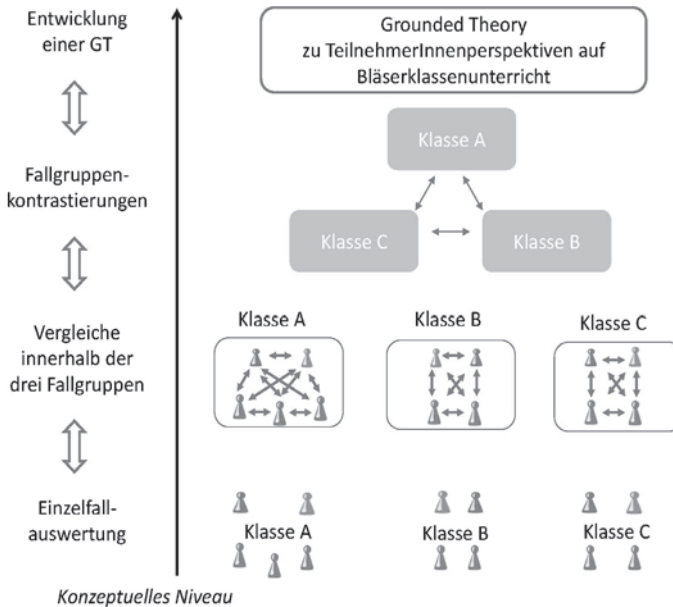 Entwicklung
einer GT
Grounded Theory
zu TeilnehmerInnenperspektiven auf
Bläserklassenunterricht
Fallgruppen-
kontrastierungen
Klasse A
Klasse C
Klasse B
Vergleiche
innerhalb der
drei Fallgruppen
Klasse A
Klasse B
Klasse C
Einzelfall-
auswertung
Klasse A
Klasse B
Klasse C
Konzeptuelles Niveau